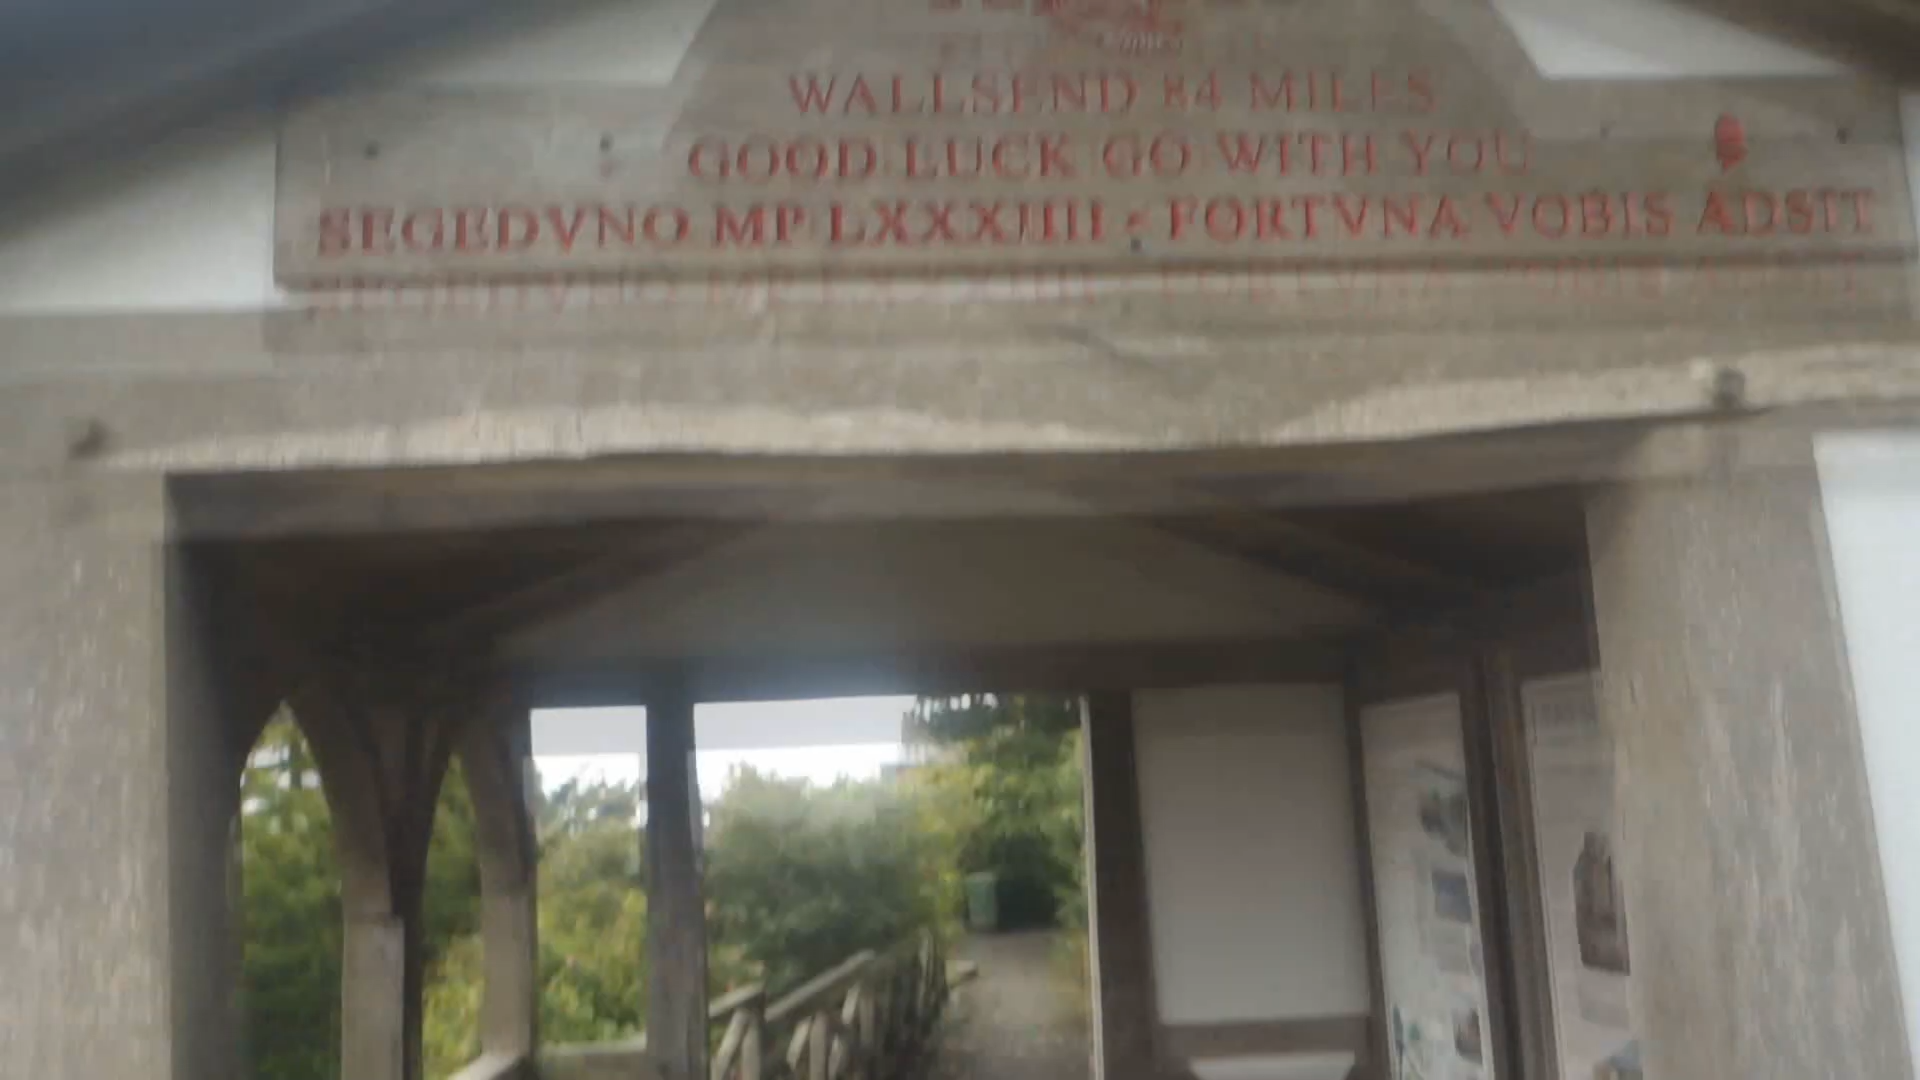 WALLSEND 84 MILES
GOOD LUCK GO WITH YOU
SEGEDVNO MP LXXXIIII · FORTVNA VOBIS ADSIT